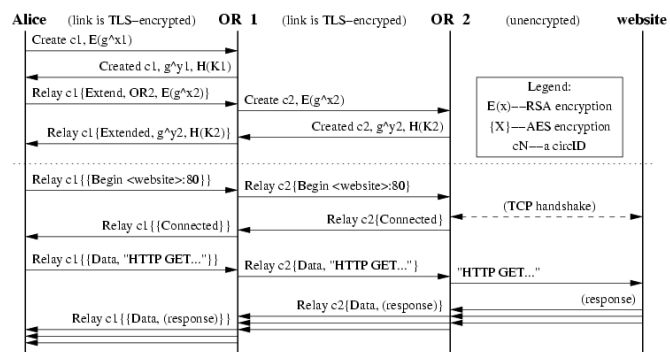 Alice (link is TLS–encryped) OR 1 (link is TLS–encryped) OR 2 (unencryped) website
Create c1, E(g^x1)
Created c1, g^y1, H(K1)
Relay c1{Extend, OR2, E(g^x2)}
Create c2, E(g^x2)
Created c2, g^y2, H(K2)
Relay c1{Extended, g^y2, H(K2)}
Legend:
E(x)––RSA encryption
{X}––AES encryption
cN––a circID
Relay c1{{Begin <website>:80}}
Relay c2{Begin <website>:80}
(TCP handshake)
Relay c2{Connected}
Relay c1{{Connected}}
Relay c1{{Data, "HTTP GET..."}}
Relay c2{Data, "HTTP GET..."}
"HTTP GET..."
(response)
Relay c2{Data, (response)}
Relay c1{{Data, (response)}}